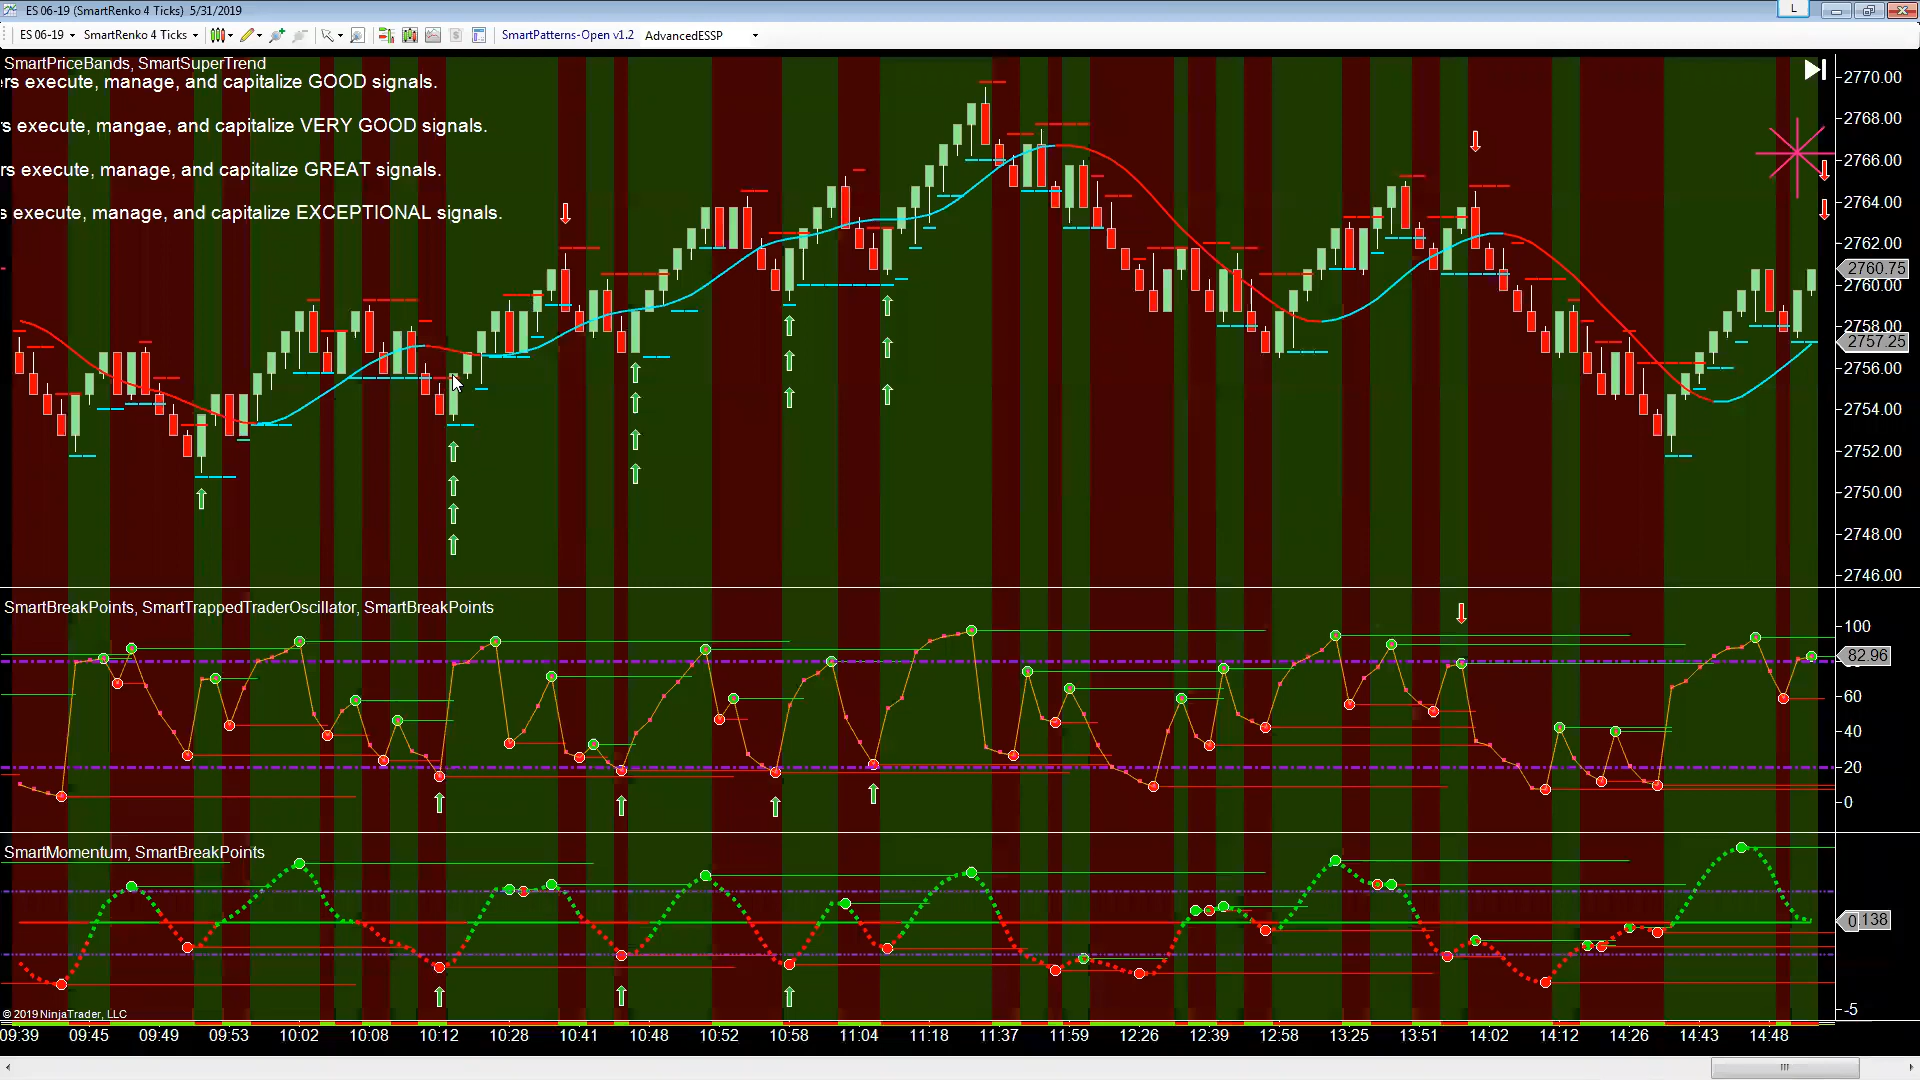 ES 06-19 (SmartRenko 4 Ticks) 5/31/2019
L
ES 06-19 SmartRenko 4 Ticks SmartPatterns-Open v1.2 AdvancedESSP
SmartPriceBands, SmartSuperTrend
rs execute, manage, and capitalize GOOD signals.
s execute, mangae, and capitalize VERY GOOD signals.
rs execute, manage, and capitalize GREAT signals.
s execute, manage, and capitalize EXCEPTIONAL signals.
2770.00
2768.00
2766.00
2764.00
2762.00
2760.75
2760.00
2758.00
2757.25
2756.00
2754.00
2752.00
2750.00
2748.00
2746.00
SmartBreakPoints, SmartTrappedTraderOscillator, SmartBreakPoints
100
82.96
60
40
20
0
SmartMomentum, SmartBreakPoints
0.138
-5
© 2019 NinjaTrader, LLC
09:39 09:45 09:49 09:53 10:02 10:08 10:12 10:28 10:41 10:52 10:58 11:04 11:18 11:37 11:59 12:26 12:39 12:58 13:25 13:51 14:02 14:12 14:26 14:43 14:48